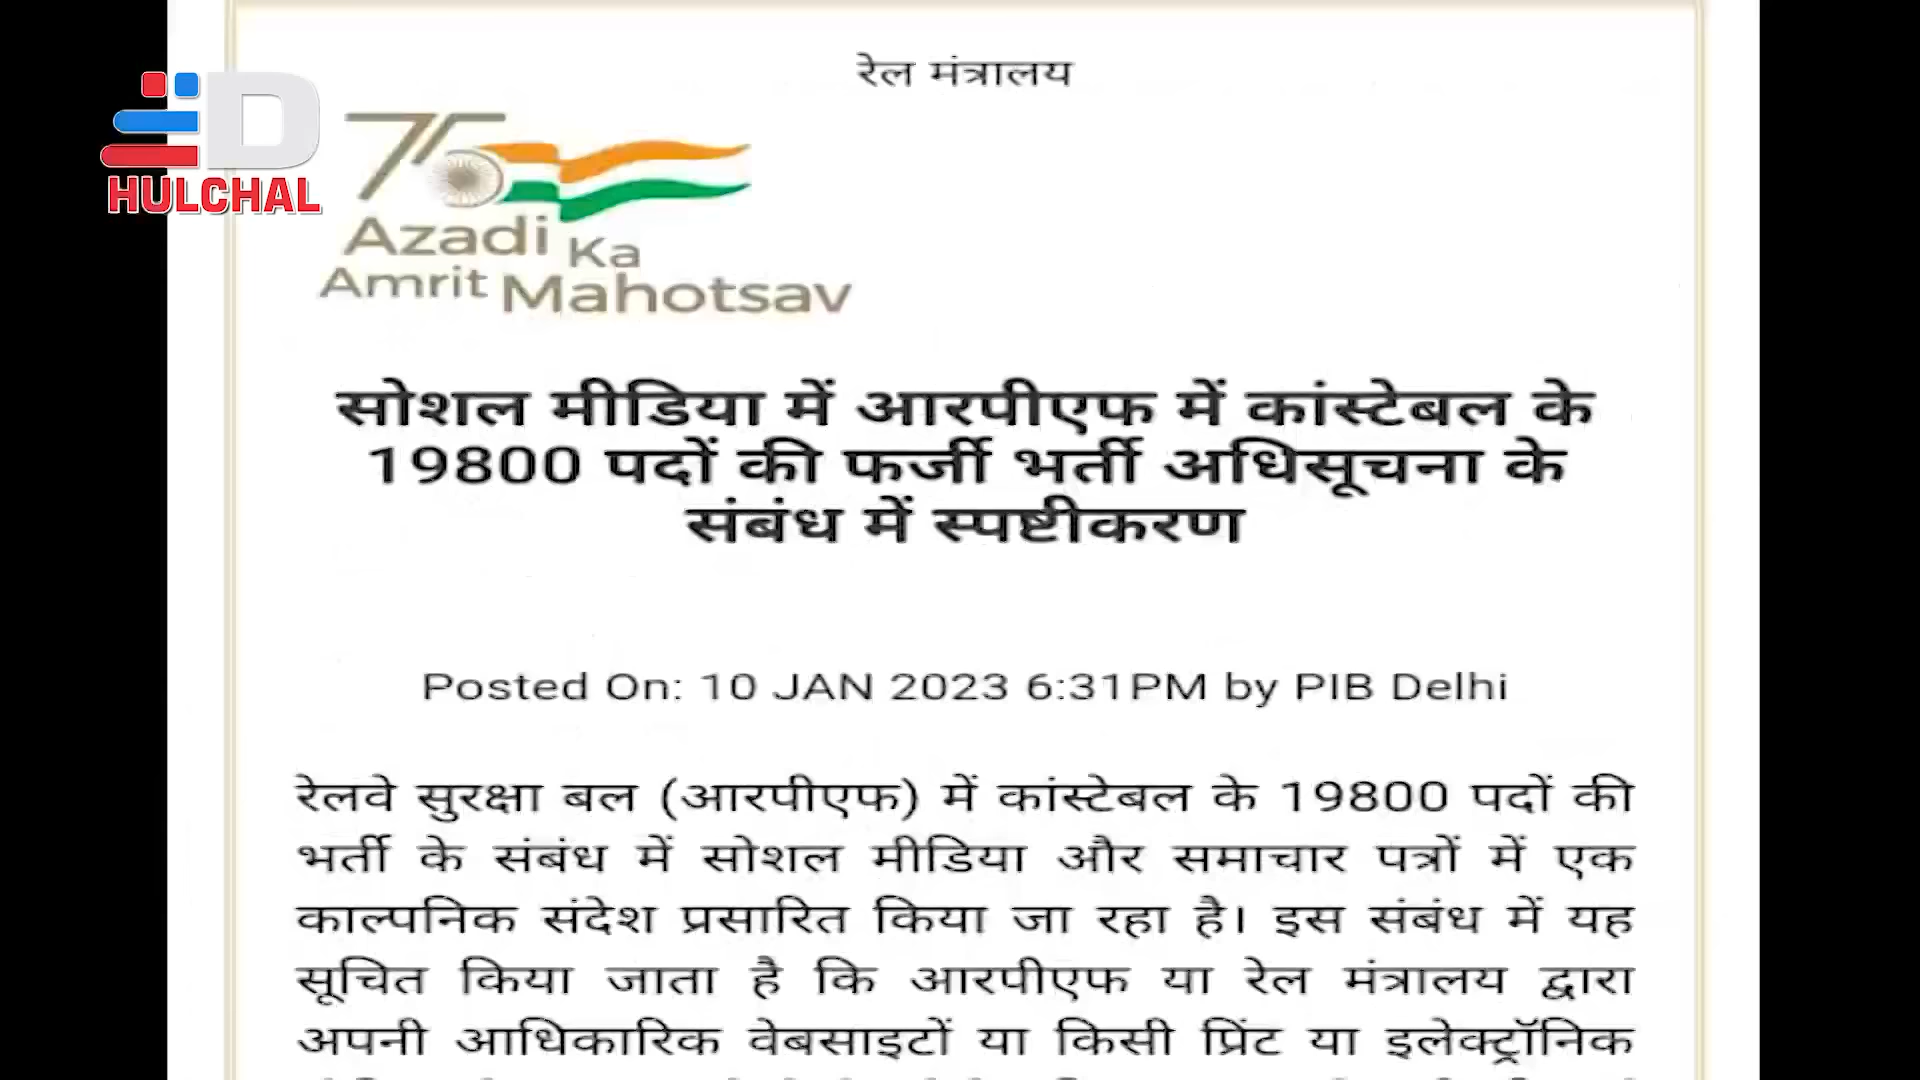 रेल मंत्रालय
D
HULCHAL
75
Azadi Ka
Amrit Mahotsav
सोशल मीडिया में आरपीएफ में कांस्टेबल के
19800 पदों की फर्जी भर्ती अधिसूचना के
संबंध में स्पष्टीकरण
Posted On: 10 JAN 2023 6:31PM by PIB Delhi
रेलवे सुरक्षा बल (आरपीएफ) में कांस्टेबल के 19800 पदों की
भर्ती के संबंध में सोशल मीडिया और समाचार पत्रों में एक
काल्पनिक संदेश प्रसारित किया जा रहा है। इस संबंध में यह
सूचित किया जाता है कि आरपीएफ या रेल मंत्रालय द्वारा
अपनी आधिकारिक वेबसाइटों या किसी प्रिंट या इलेक्ट्रॉनिक